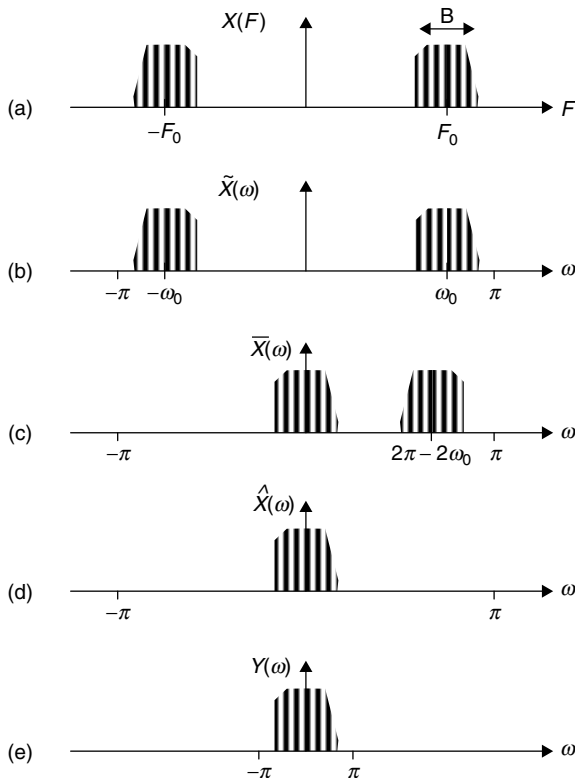 X(F)
B
(a)
F
−F₀
F₀
X̃(ω)
(b)
ω
−π
−ω₀
ω₀
π
X̅(ω)
(c)
ω
−π
2π − 2ω₀
π
X̂(ω)
(d)
ω
−π
π
Y(ω)
(e)
ω
−π
π